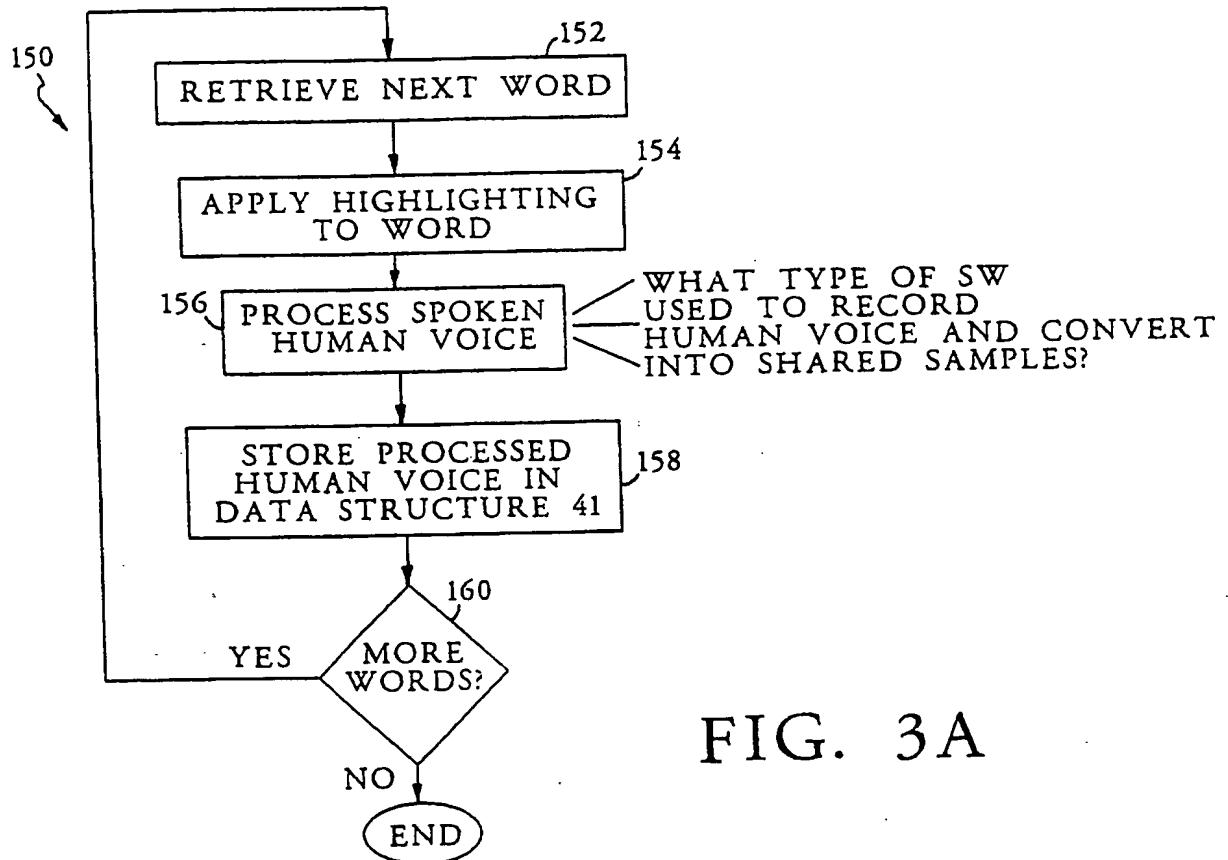 150
152
RETRIEVE NEXT WORD
154
APPLY HIGHLIGHTING
TO WORD
156
PROCESS SPOKEN
HUMAN VOICE
WHAT TYPE OF SW
USED TO RECORD
HUMAN VOICE AND CONVERT
INTO SHARED SAMPLES?
STORE PROCESSED
HUMAN VOICE IN
DATA STRUCTURE 41
158
160
YES
MORE
WORDS?
NO
END
FIG. 3A